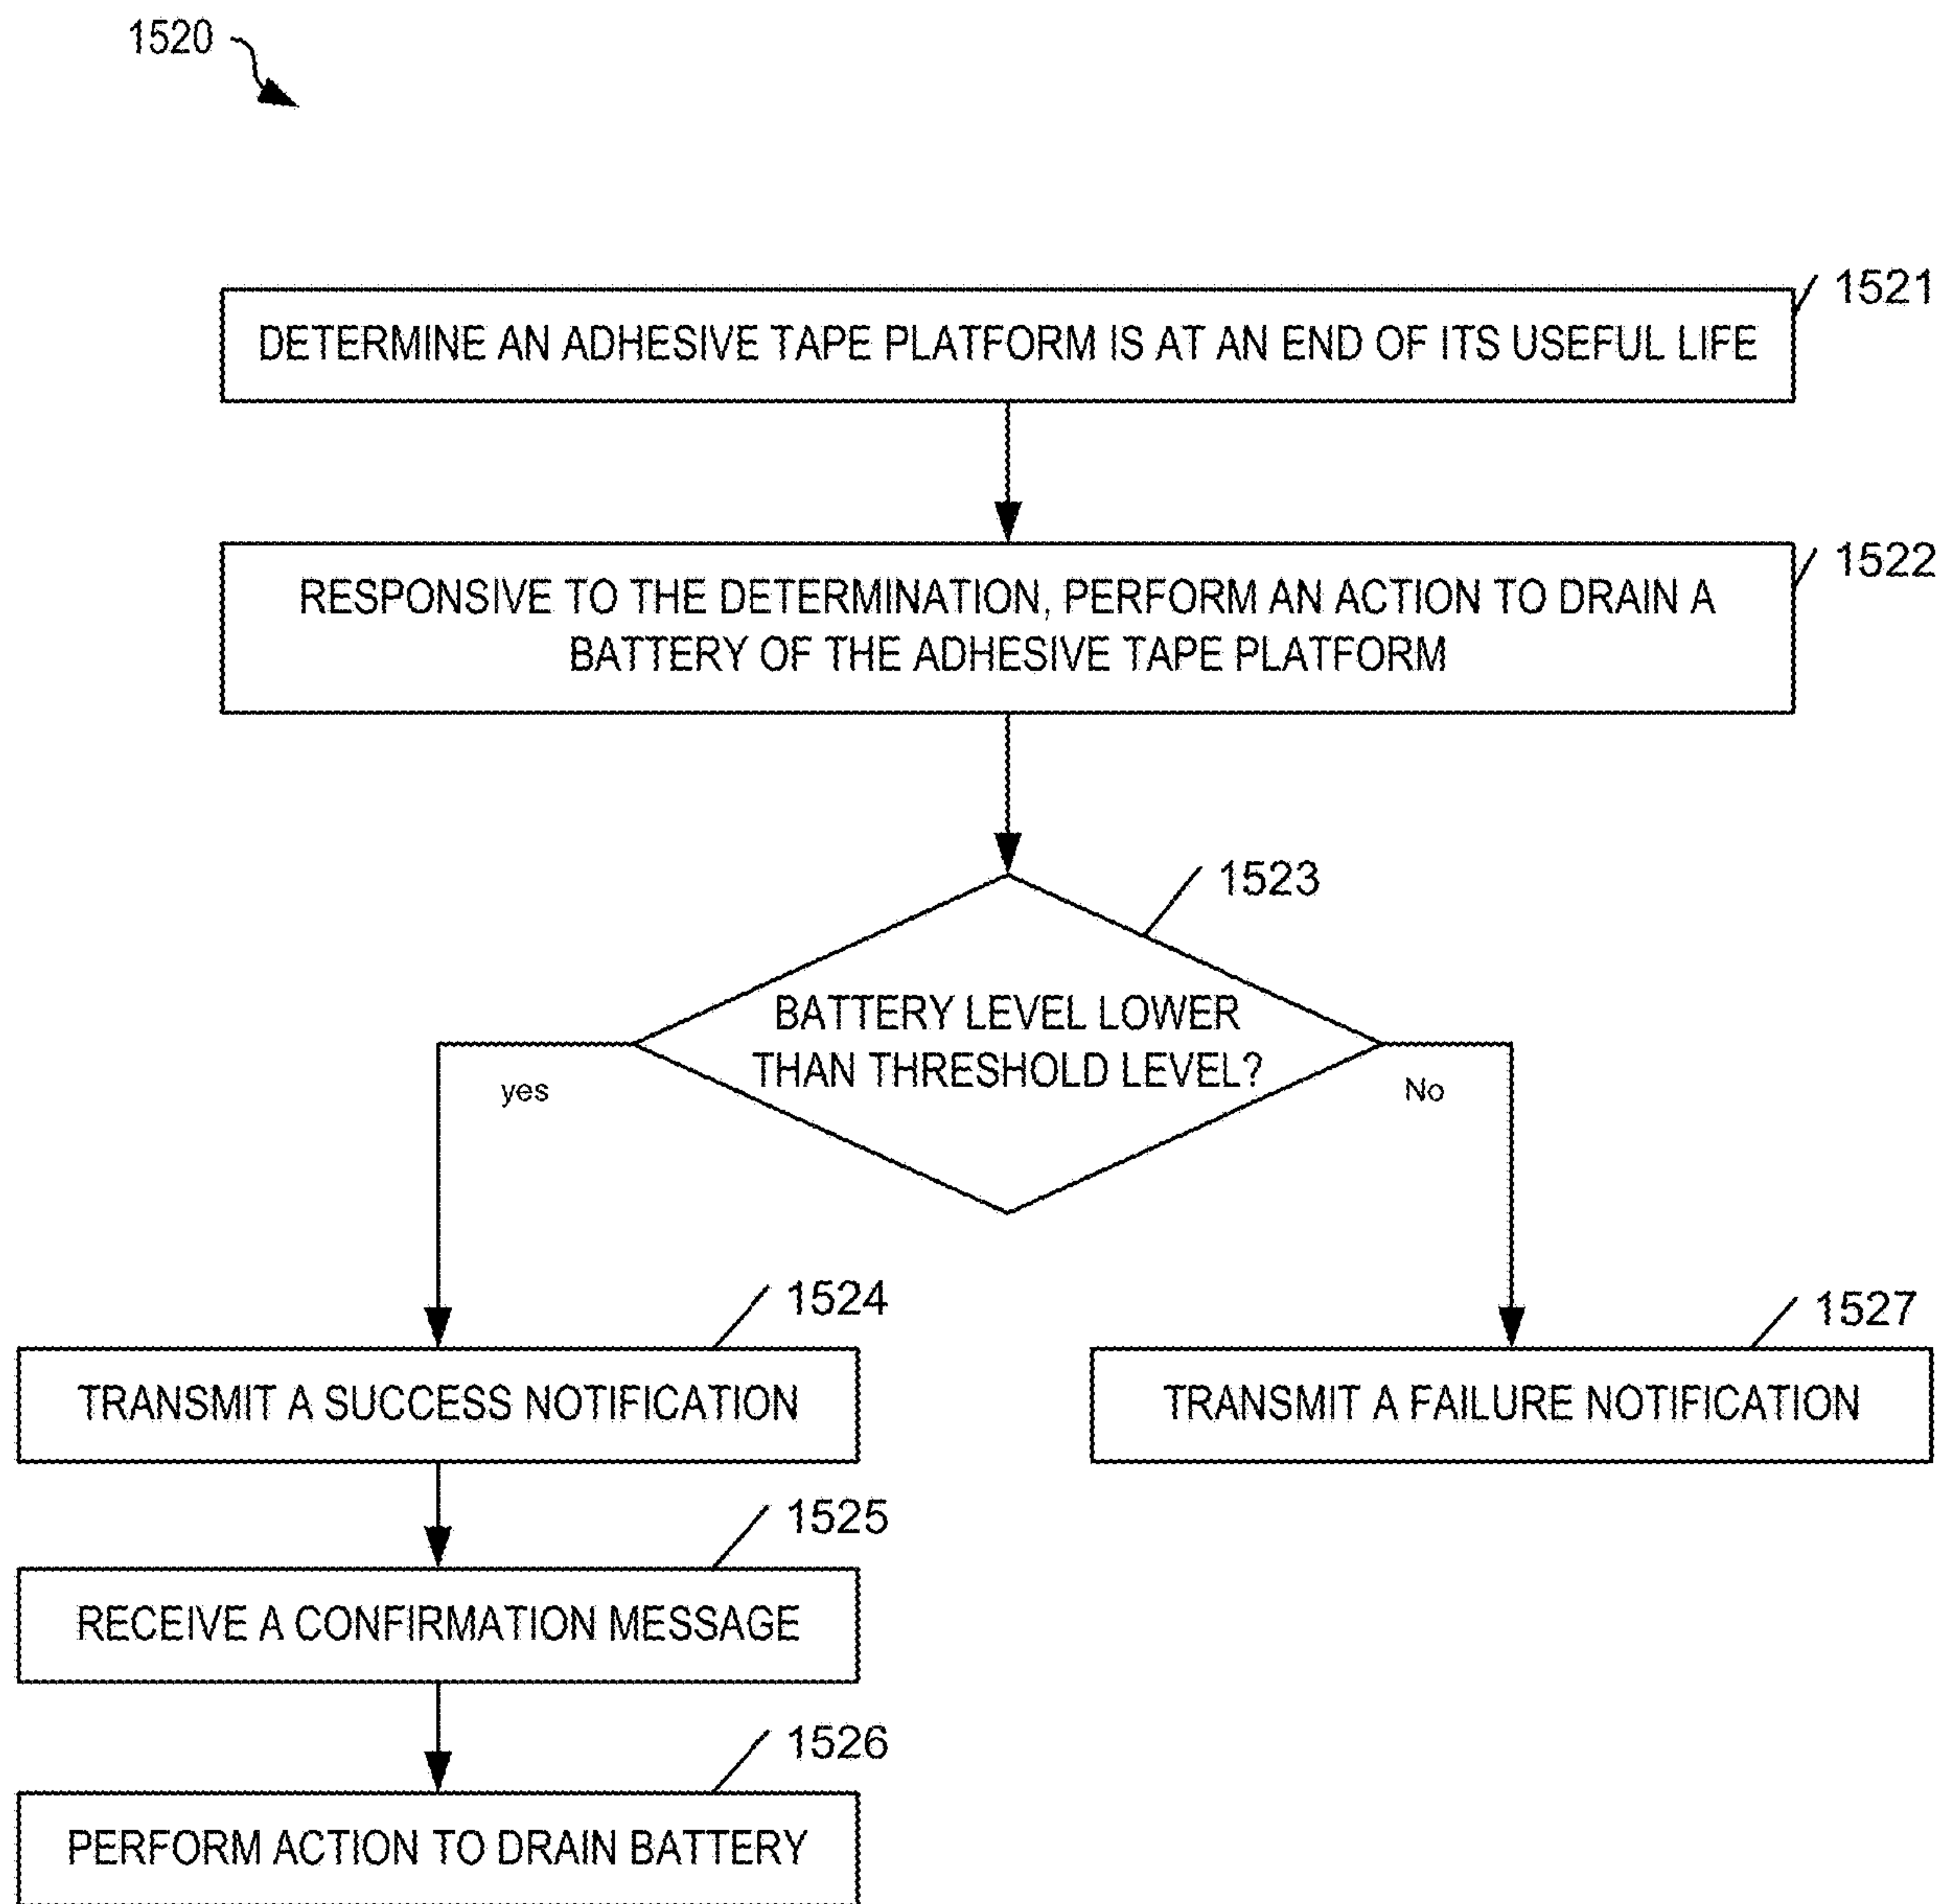 1520
1521
DETERMINE AN ADHESIVE TAPE PLATFORM IS AT AN END OF ITS USEFUL LIFE
1522
RESPONSIVE TO THE DETERMINATION, PERFORM AN ACTION TO DRAIN A
BATTERY OF THE ADHESIVE TAPE PLATFORM
1523
BATTERY LEVEL LOWER
THAN THRESHOLD LEVEL?
yes
No
1524
TRANSMIT A SUCCESS NOTIFICATION
1527
TRANSMIT A FAILURE NOTIFICATION
1525
RECEIVE A CONFIRMATION MESSAGE
1526
PERFORM ACTION TO DRAIN BATTERY